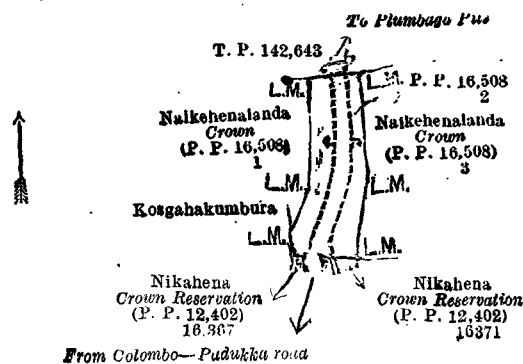 To Plumbago
T. P. 142,643
L.M.
L.M. P. P. 16,508
2
Naikehenalanda
Crown
(P. P. 16,508)
1
Naikehenalanda
Crown
(P. P. 16,508)
3
L.M.
L.M.
Kosgahakumbura
L.M.
L.M.
Nikahena
Crown Reservation
(P. P. 12,402)
16,367
Nikahena
Crown Reservation
(P. P. 12,402)
16371
From Colombo—Padukka road